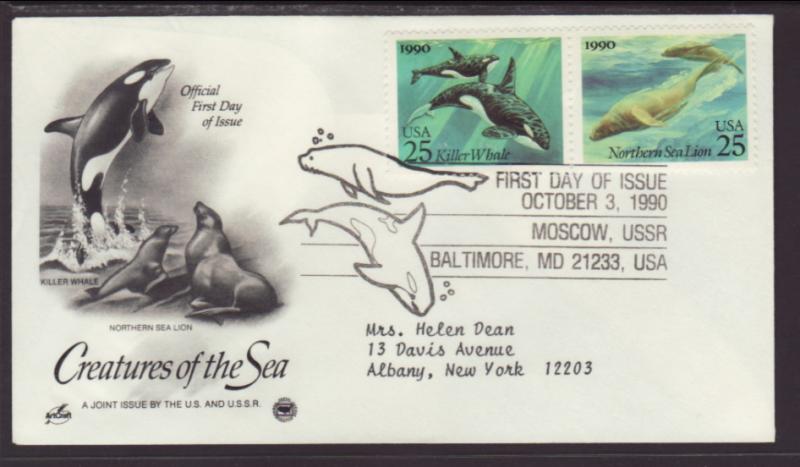 Official
First Day
of Issue
1990
USA
25 Killer Whale
1990
USA
Northern Sea Lion 25
FIRST DAY OF ISSUE
OCTOBER 3, 1990
MOSCOW, USSR
BALTIMORE, MD 21233, USA
KILLER WHALE
NORTHERN SEA LION
Creatures of the Sea
A JOINT ISSUE BY THE U.S. AND U.S.S.R.
ArtCraft
Mrs. Helen Dean
13 Davis Avenue
Albany, New York 12203